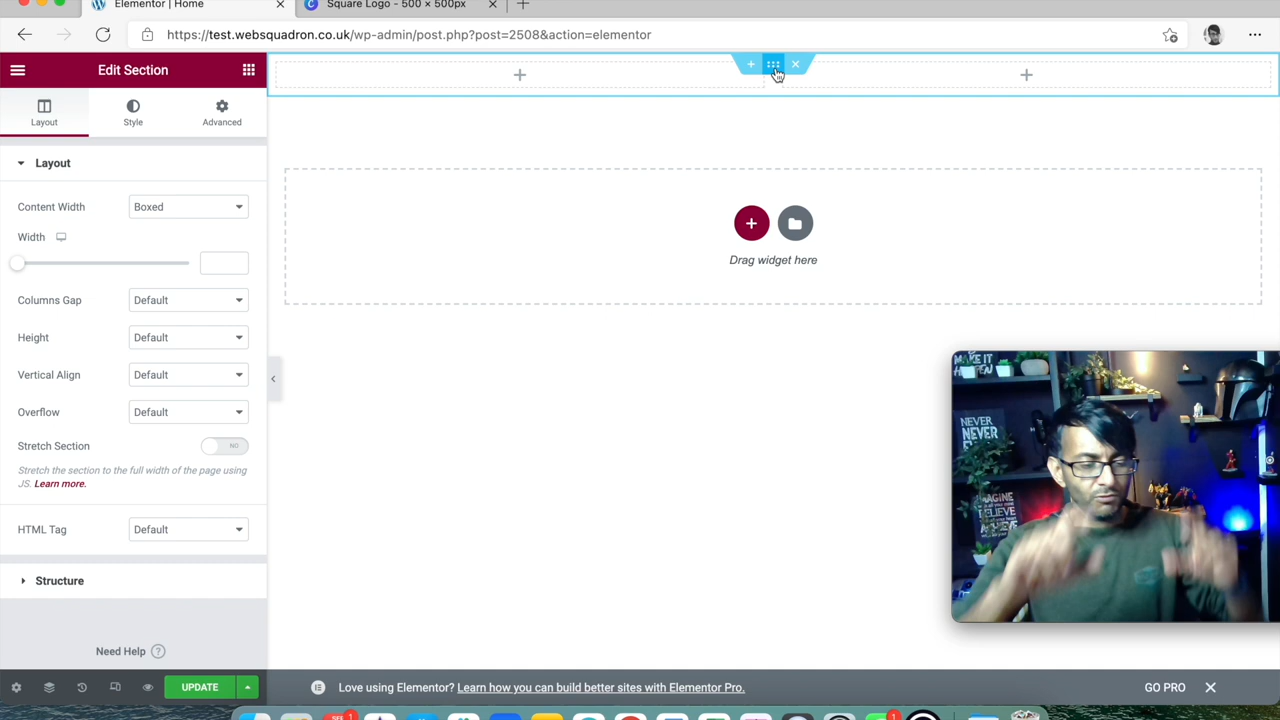 Elementor | Home
Square Logo - 500 × 500px
https://test.websquadron.co.uk/wp-admin/post.php?post=2508&action=elementor
Edit Section
Layout
Style
Advanced
Layout
Content Width
Boxed
Width
Columns Gap
Default
Height
Default
Vertical Align
Default
Overflow
Default
Stretch Section
NO
Stretch the section to the full width of the page using
JS. Learn more.
HTML Tag
Default
Structure
Need Help
UPDATE
Drag widget here
MAKE IT
HAPPEN
NEVER
NEVER
IMAGINE
BELIEVE
ACHIEVE
Love using Elementor? Learn how you can build better sites with Elementor Pro.
GO PRO